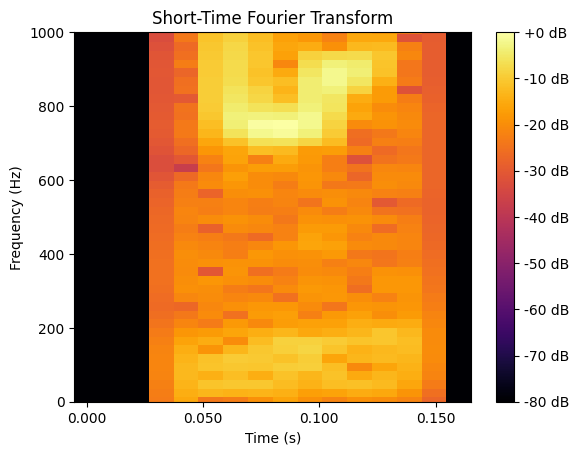 Short-Time Fourier Transform
Frequency (Hz)
1000
800
600
400
200
0
0.000
0.050
0.100
0.150
Time (s)
+0 dB
-10 dB
-20 dB
-30 dB
-40 dB
-50 dB
-60 dB
-70 dB
-80 dB